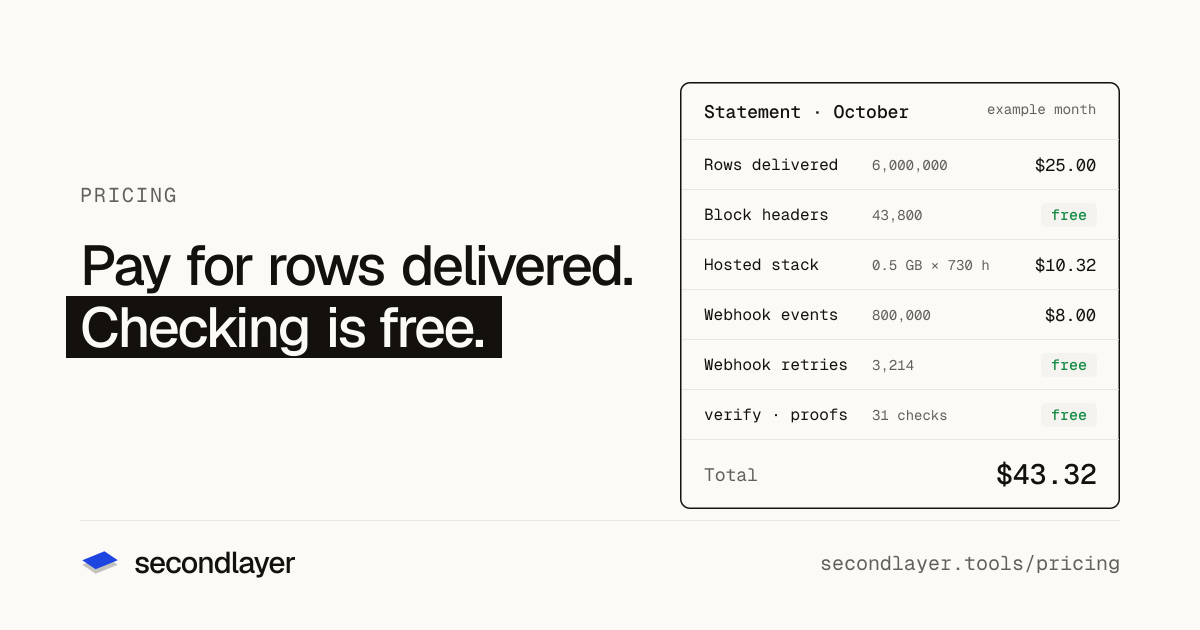 PRICING
Pay for rows delivered.
Checking is free.
Statement · October example month
Rows delivered 6,000,000 $25.00
Block headers 43,800 free
Hosted stack 0.5 GB × 730 h $10.32
Webhook events 800,000 $8.00
Webhook retries 3,214 free
verify · proofs 31 checks free
Total $43.32
secondlayer
secondlayer.tools/pricing